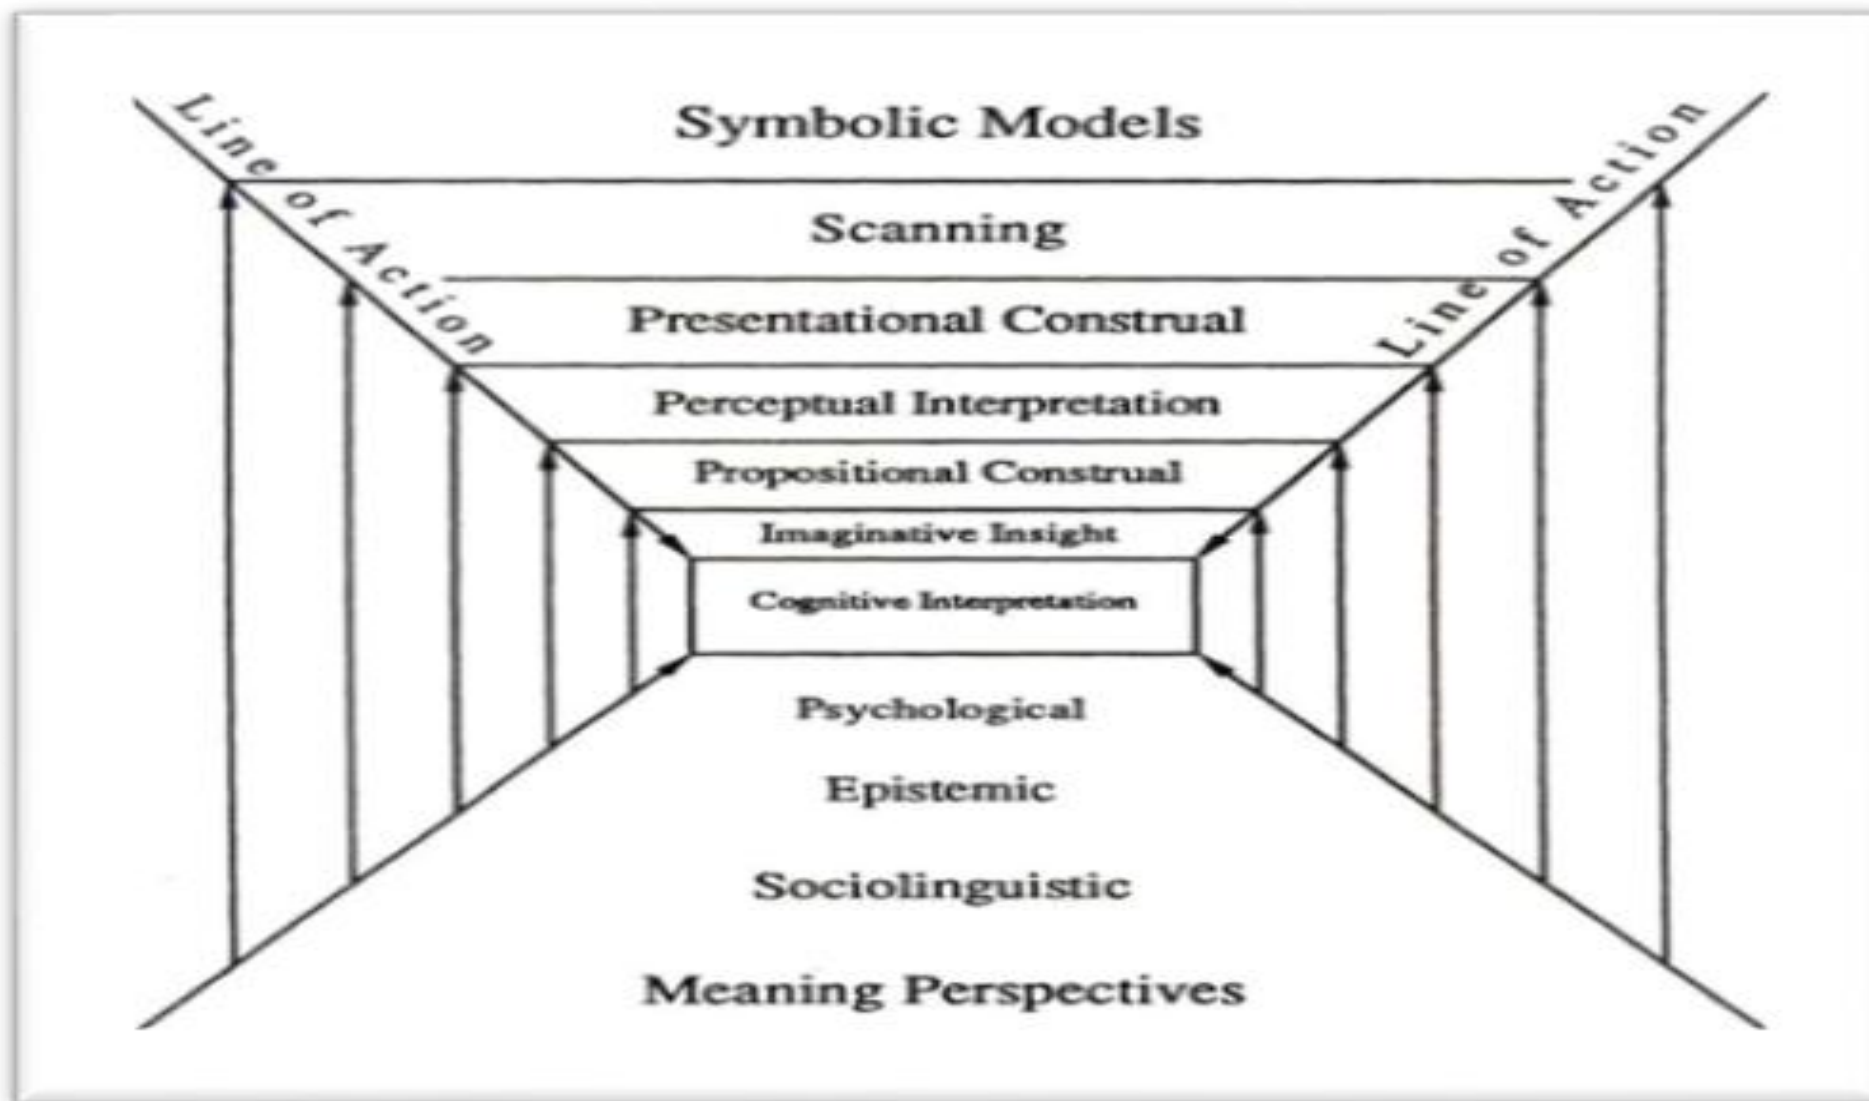 Symbolic Models
Line of Action
Line of Action
Scanning
Presentational Construal
Perceptual Interpretation
Propositional Construal
Imaginative Insight
Cognitive Interpretation
Psychological
Epistemic
Sociolinguistic
Meaning Perspectives